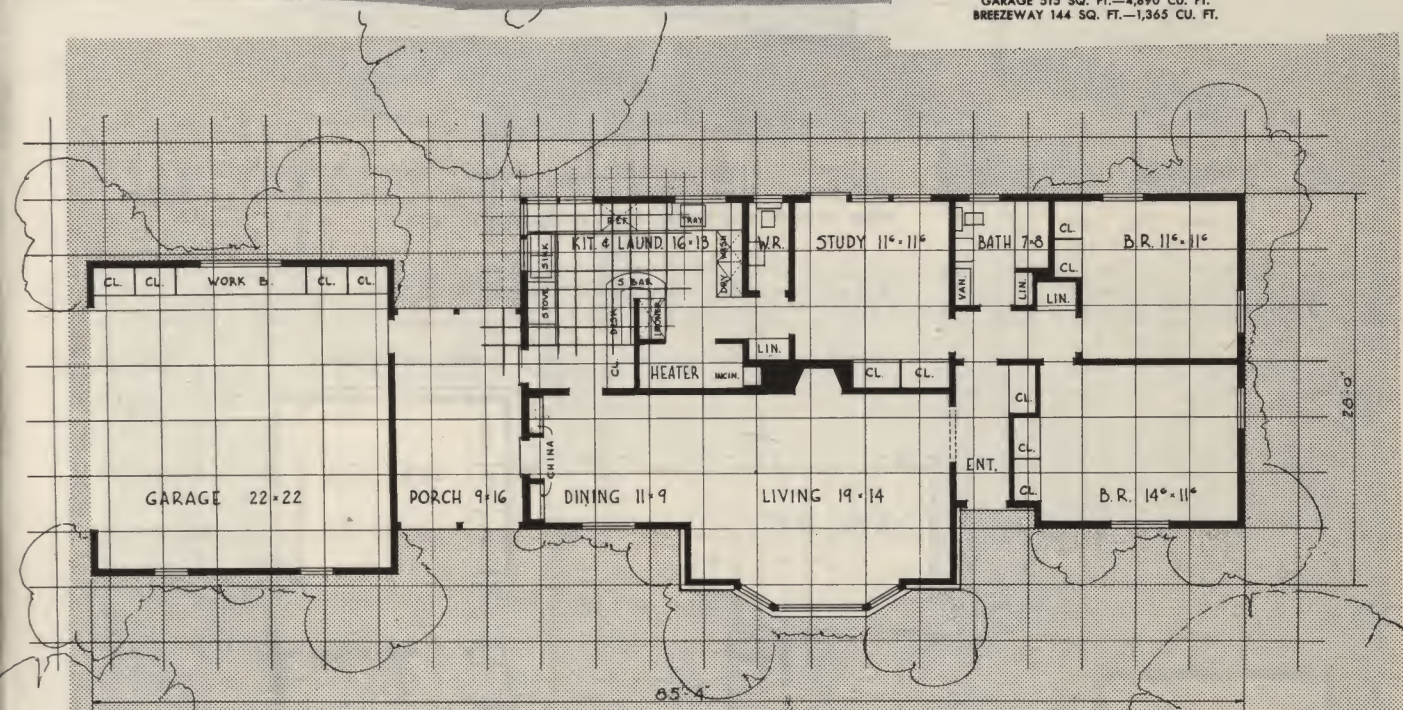 GARAGE 515 SQ. FT.—4,890 CU. FT.
BREEZEWAY 144 SQ. FT.—1,365 CU. FT.
CL.
CL.
WORK B.
CL.
CL.
GARAGE 22×22
PORCH 9×16
REF.
TRAY
KIT. & LAUND. 16×13
SINK
STOVE
S BAR
DESK
IRONER
DRY
WASH
CL.
HEATER
INCIN.
W.R.
LIN.
STUDY 11⁶×11⁶
CL.
CL.
CHINA
DINING 11×9
LIVING 19×14
BATH 7×8
VAN.
LIN.
LIN.
CL.
CL.
B.R. 11⁶×11⁶
CL.
CL.
CL.
ENT.
B.R. 14⁶×11⁶
28'-0"
85'-4"